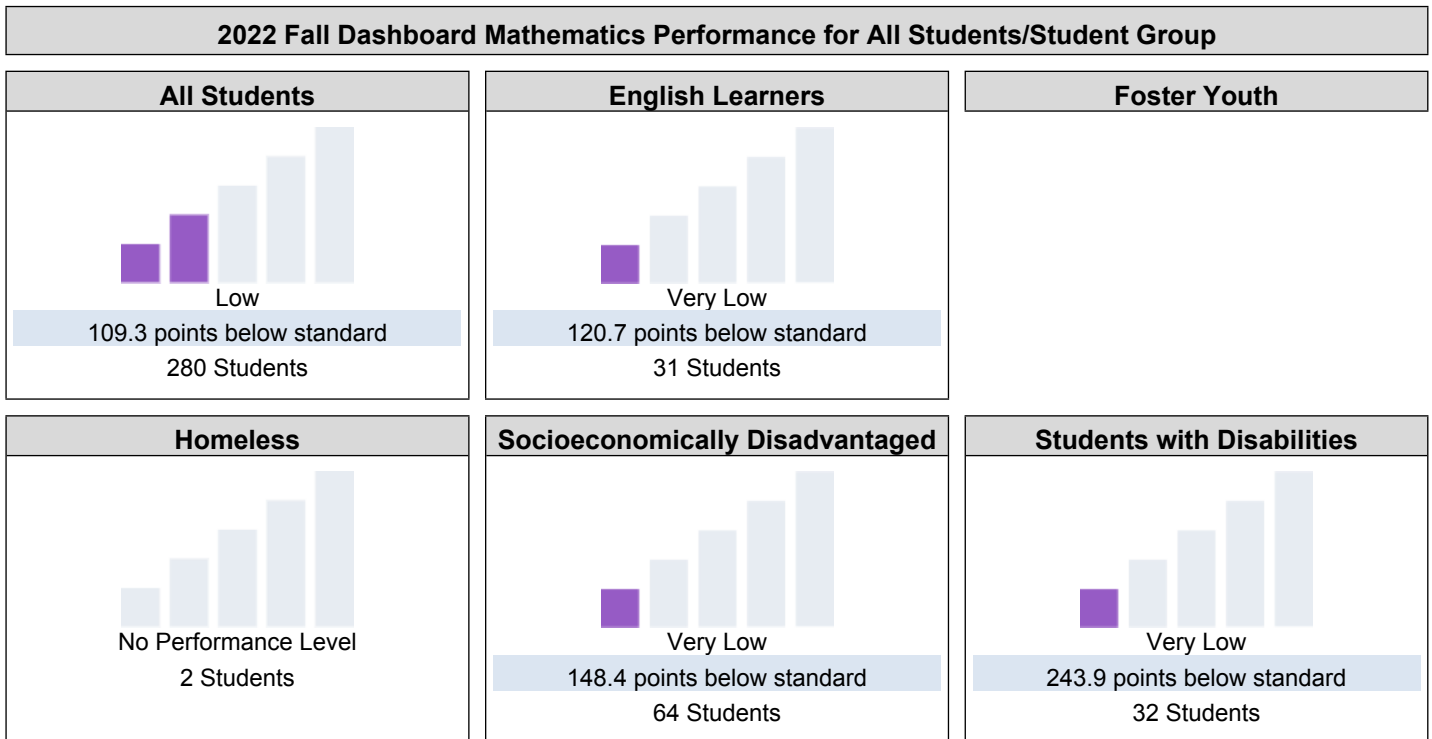 2022 Fall Dashboard Mathematics Performance for All Students/Student Group
All Students
Low
109.3 points below standard
280 Students
English Learners
Very Low
120.7 points below standard
31 Students
Foster Youth
Homeless
No Performance Level
2 Students
Socioeconomically Disadvantaged
Very Low
148.4 points below standard
64 Students
Students with Disabilities
Very Low
243.9 points below standard
32 Students